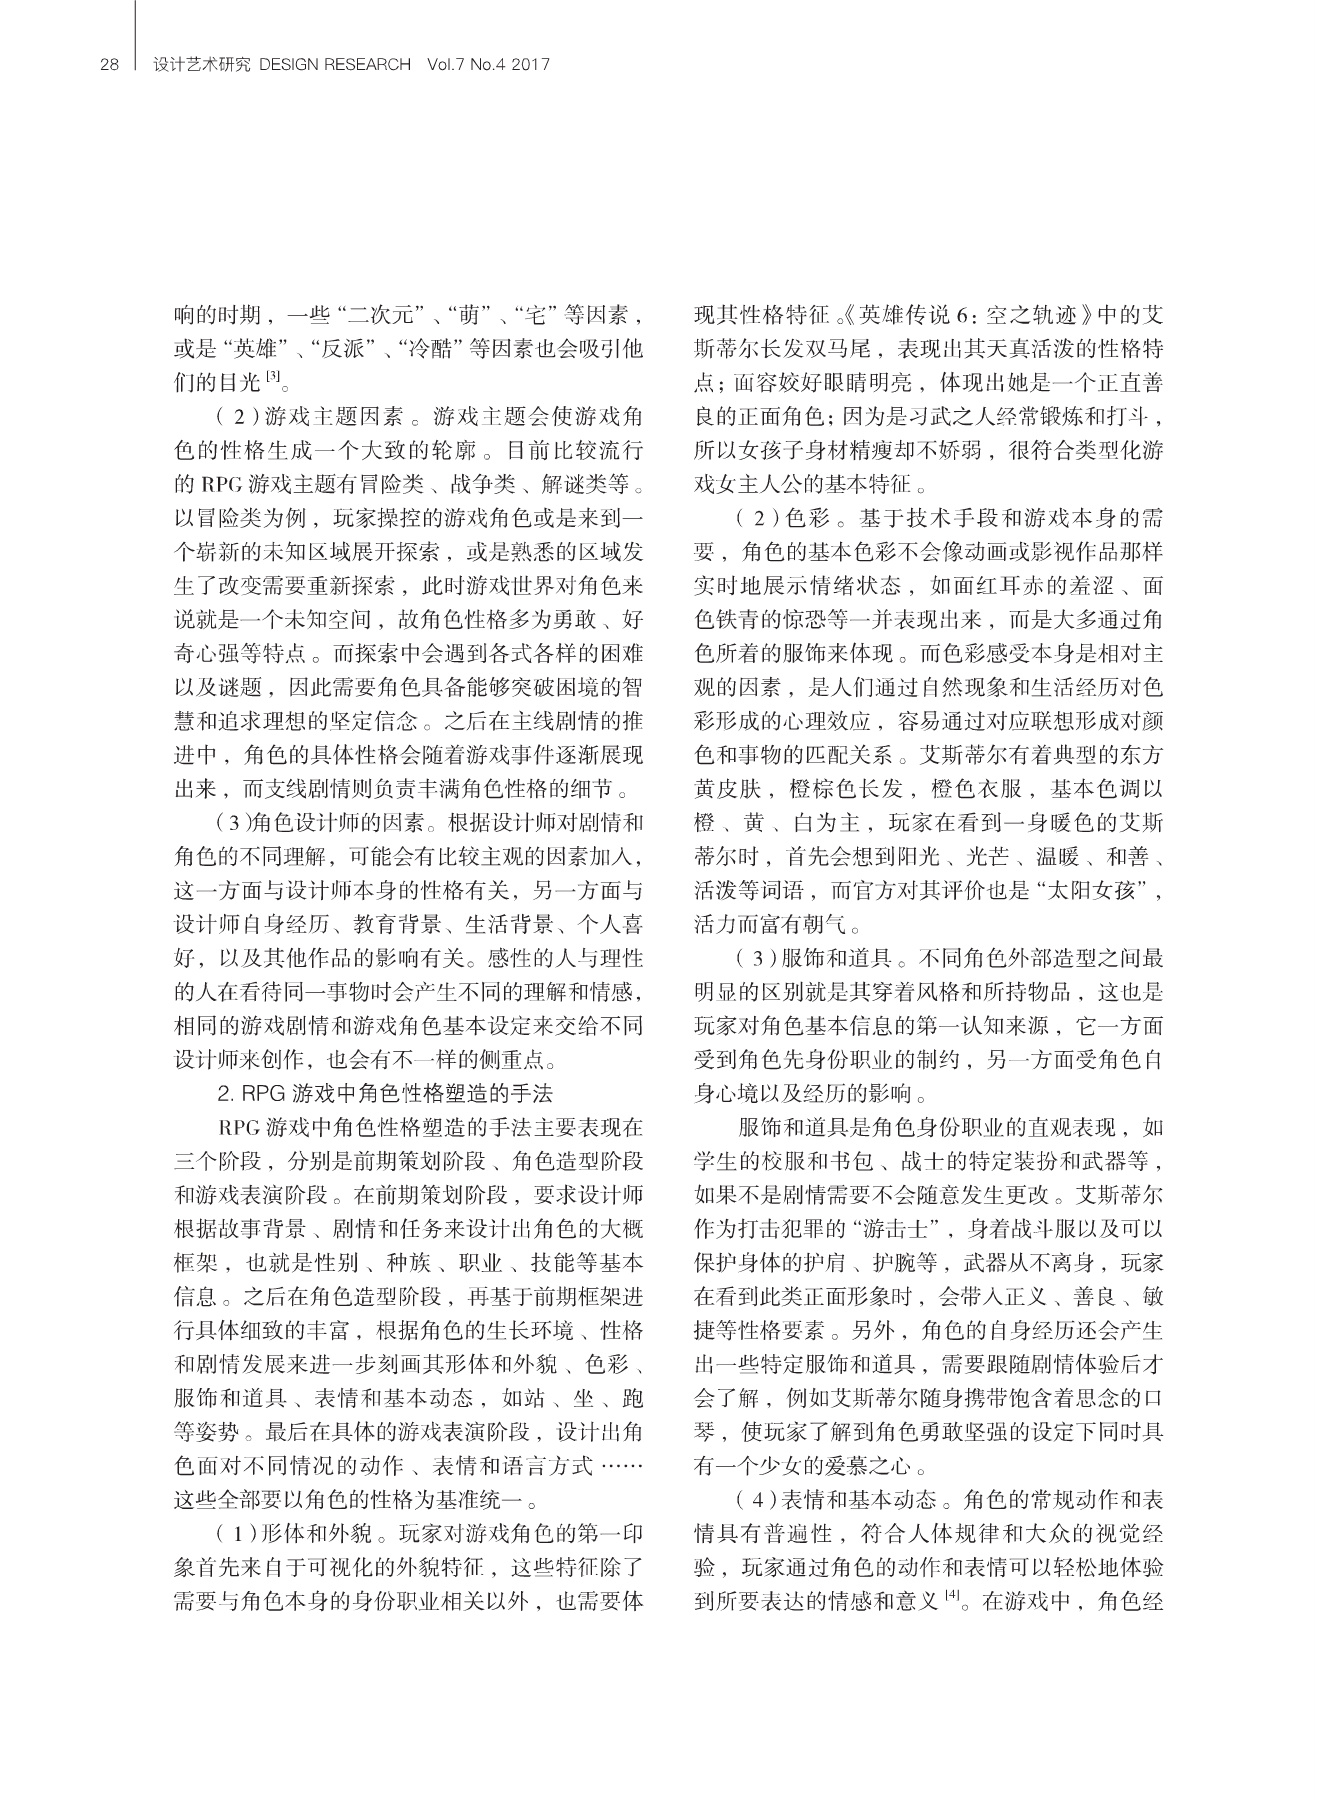 28 设计艺术研究 DESIGN RESEARCH Vol.7 No.4 2017
响的时期，一些“二次元”、“萌”、“宅”等因素，
或是“英雄”、“反派”、“冷酷”等因素也会吸引他
们的目光[3]。
（2）游戏主题因素。游戏主题会使游戏角
色的性格生成一个大致的轮廓。目前比较流行
的RPG游戏主题有冒险类、战争类、解谜类等。
以冒险类为例，玩家操控的游戏角色或是来到一
个崭新的未知区域展开探索，或是熟悉的区域发
生了改变需要重新探索，此时游戏世界对角色来
说就是一个未知空间，故角色性格多为勇敢、好
奇心强等特点。而探索中会遇到各式各样的困难
以及谜题，因此需要角色具备能够突破困境的智
慧和追求理想的坚定信念。之后在主线剧情的推
进中，角色的具体性格会随着游戏事件逐渐展现
出来，而支线剧情则负责丰满角色性格的细节。
（3）角色设计师的因素。根据设计师对剧情和
角色的不同理解，可能会有比较主观的因素加入，
这一方面与设计师本身的性格有关，另一方面与
设计师自身经历、教育背景、生活背景、个人喜
好，以及其他作品的影响有关。感性的人与理性
的人在看待同一事物时会产生不同的理解和情感，
相同的游戏剧情和游戏角色基本设定来交给不同
设计师来创作，也会有不一样的侧重点。
2. RPG 游戏中角色性格塑造的手法
RPG游戏中角色性格塑造的手法主要表现在
三个阶段，分别是前期策划阶段、角色造型阶段
和游戏表演阶段。在前期策划阶段，要求设计师
根据故事背景、剧情和任务来设计出角色的大概
框架，也就是性别、种族、职业、技能等基本
信息。之后在角色造型阶段，再基于前期框架进
行具体细致的丰富，根据角色的生长环境、性格
和剧情发展来进一步刻画其形体和外貌、色彩、
服饰和道具、表情和基本动态，如站、坐、跑
等姿势。最后在具体的游戏表演阶段，设计出角
色面对不同情况的动作、表情和语言方式……
这些全部要以角色的性格为基准统一。
（1）形体和外貌。玩家对游戏角色的第一印
象首先来自于可视化的外貌特征，这些特征除了
需要与角色本身的身份职业相关以外，也需要体
现其性格特征。《英雄传说6：空之轨迹》中的艾
斯蒂尔长发双马尾，表现出其天真活泼的性格特
点；面容姣好眼睛明亮，体现出她是一个正直善
良的正面角色；因为是习武之人经常锻炼和打斗，
所以女孩子身材精瘦却不娇弱，很符合类型化游
戏女主人公的基本特征。
（2）色彩。基于技术手段和游戏本身的需
要，角色的基本色彩不会像动画或影视作品那样
实时地展示情绪状态，如面红耳赤的羞涩、面
色铁青的惊恐等一并表现出来，而是大多通过角
色所着的服饰来体现。而色彩感受本身是相对主
观的因素，是人们通过自然现象和生活经历对色
彩形成的心理效应，容易通过对应联想形成对颜
色和事物的匹配关系。艾斯蒂尔有着典型的东方
黄皮肤，橙棕色长发，橙色衣服，基本色调以
橙、黄、白为主，玩家在看到一身暖色的艾斯
蒂尔时，首先会想到阳光、光芒、温暖、和善、
活泼等词语，而官方对其评价也是“太阳女孩”，
活力而富有朝气。
（3）服饰和道具。不同角色外部造型之间最
明显的区别就是其穿着风格和所持物品，这也是
玩家对角色基本信息的第一认知来源，它一方面
受到角色先身份职业的制约，另一方面受角色自
身心境以及经历的影响。
服饰和道具是角色身份职业的直观表现，如
学生的校服和书包、战士的特定装扮和武器等，
如果不是剧情需要不会随意发生更改。艾斯蒂尔
作为打击犯罪的“游击士”，身着战斗服以及可以
保护身体的护肩、护腕等，武器从不离身，玩家
在看到此类正面形象时，会带入正义、善良、敏
捷等性格要素。另外，角色的自身经历还会产生
出一些特定服饰和道具，需要跟随剧情体验后才
会了解，例如艾斯蒂尔随身携带饱含着思念的口
琴，使玩家了解到角色勇敢坚强的设定下同时具
有一个少女的爱慕之心。
（4）表情和基本动态。角色的常规动作和表
情具有普遍性，符合人体规律和大众的视觉经
验，玩家通过角色的动作和表情可以轻松地体验
到所要表达的情感和意义[4]。在游戏中，角色经